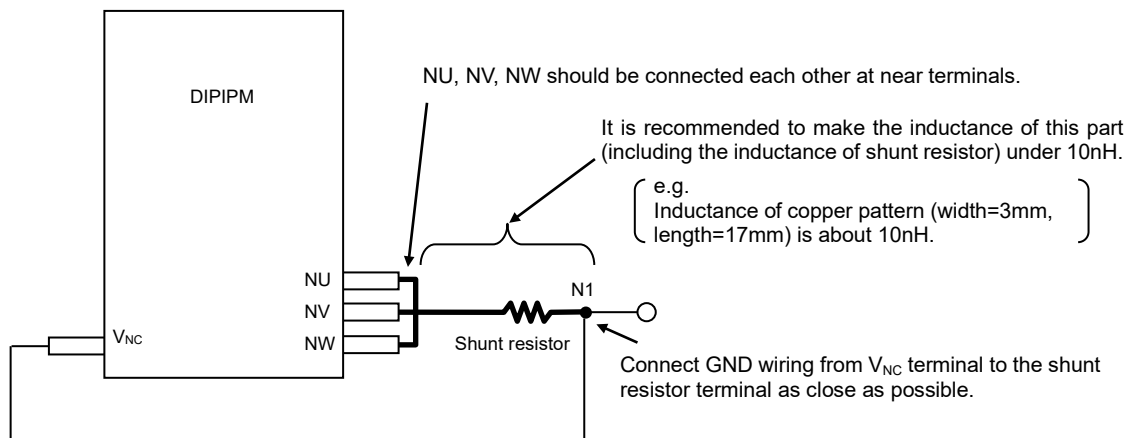 NU, NV, NW should be connected each other at near terminals.
DIPIPM
It is recommended to make the inductance of this part
(including the inductance of shunt resistor) under 10nH.
e.g.
Inductance of copper pattern (width=3mm,
length=17mm) is about 10nH.
NU
N1
NV
VNC
NW
Shunt resistor
Connect GND wiring from VNC terminal to the shunt
resistor terminal as close as possible.